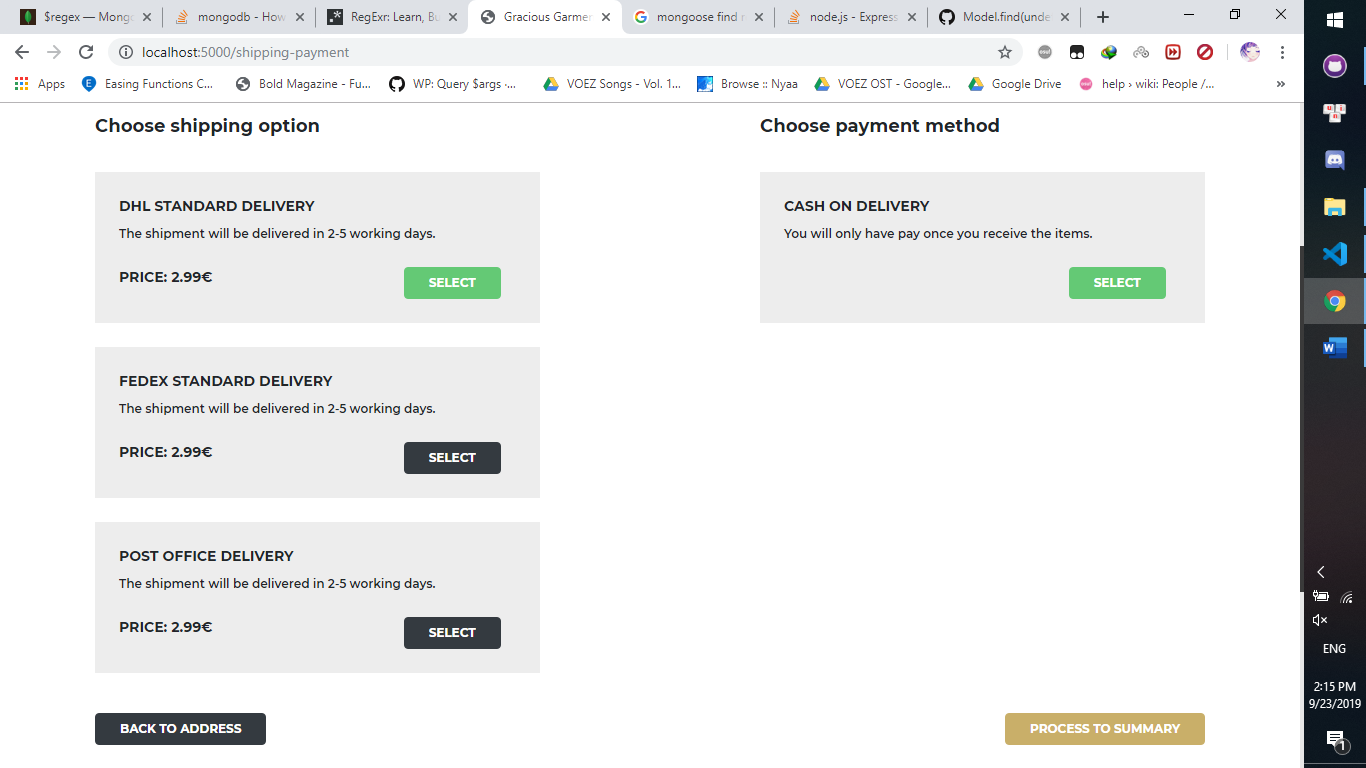 $regex — Mongo
mongodb - How
RegExr: Learn, Bu
Gracious Garmen
mongoose find n
node.js - Express
Model.find(unde
localhost:5000/shipping-payment
Apps
Easing Functions C...
Bold Magazine - Fu...
WP: Query $args -...
VOEZ Songs - Vol. 1...
Browse :: Nyaa
VOEZ OST - Google...
Google Drive
help › wiki: People /...
»
Choose shipping option
DHL STANDARD DELIVERY
The shipment will be delivered in 2-5 working days.
PRICE: 2.99€
SELECT
FEDEX STANDARD DELIVERY
The shipment will be delivered in 2-5 working days.
PRICE: 2.99€
SELECT
POST OFFICE DELIVERY
The shipment will be delivered in 2-5 working days.
PRICE: 2.99€
SELECT
Choose payment method
CASH ON DELIVERY
You will only have pay once you receive the items.
SELECT
BACK TO ADDRESS
PROCESS TO SUMMARY
ENG
2:15 PM
9/23/2019
1